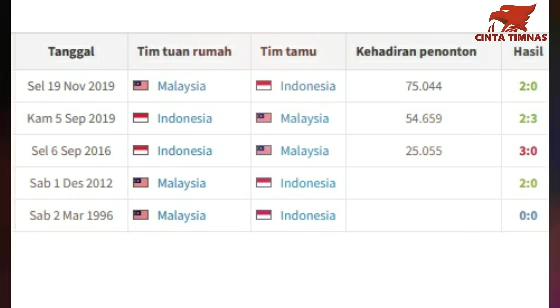 CINTA TIMNAS
Tanggal Tim tuan rumah Tim tamu Kehadiran penonton Hasil
Sel 19 Nov 2019 Malaysia Indonesia 75.044 2:0
Kam 5 Sep 2019 Indonesia Malaysia 54.659 2:3
Sel 6 Sep 2016 Indonesia Malaysia 25.055 3:0
Sab 1 Des 2012 Malaysia Indonesia 2:0
Sab 2 Mar 1996 Malaysia Indonesia 0:0